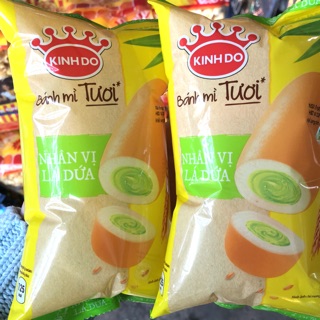 KINH DO
Bánh mì Tươi*
NHÂN VỊ
LÁ DỨA
KINH DO
Bánh mì Tươi*
NHÂN VỊ
LÁ DỨA